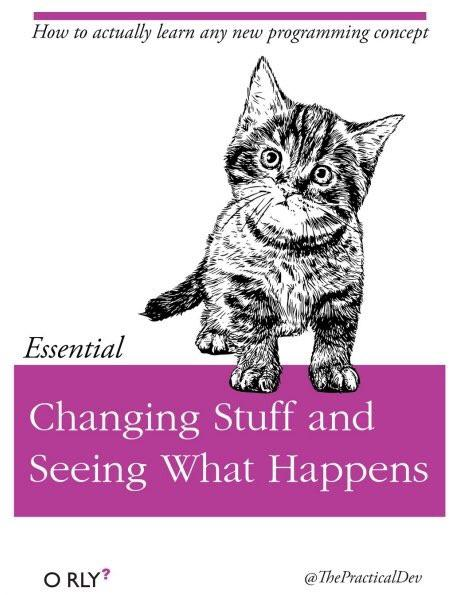 How to actually learn any new programming concept
Essential
Changing Stuff and
Seeing What Happens
O RLY?
@ThePracticalDev